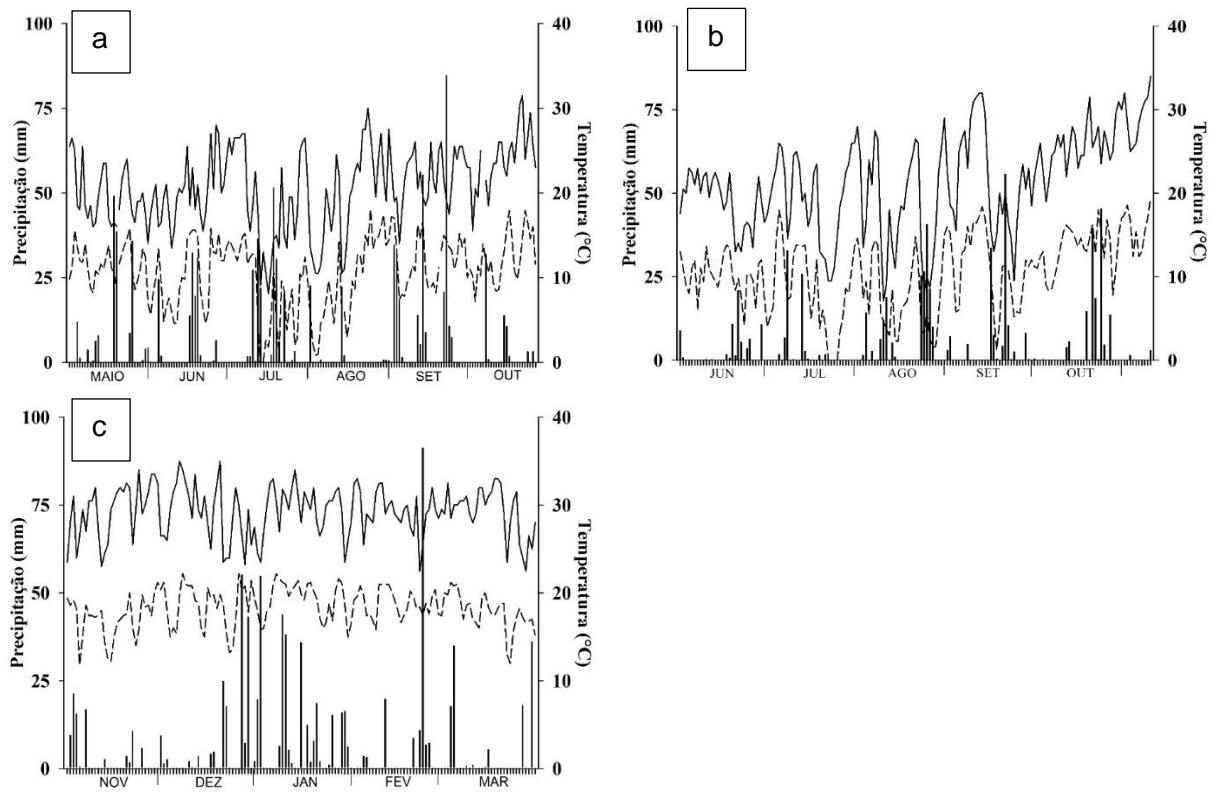 a
100
75
50
25
0
Precipitação (mm)
40
30
20
10
0
Temperatura (°C)
MAIO JUN JUL AGO SET OUT
b
100
75
50
25
0
Precipitação (mm)
40
30
20
10
0
Temperatura (°C)
JUN JUL AGO SET OUT
c
100
75
50
25
0
Precipitação (mm)
40
30
20
10
0
Temperatura (°C)
NOV DEZ JAN FEV MAR